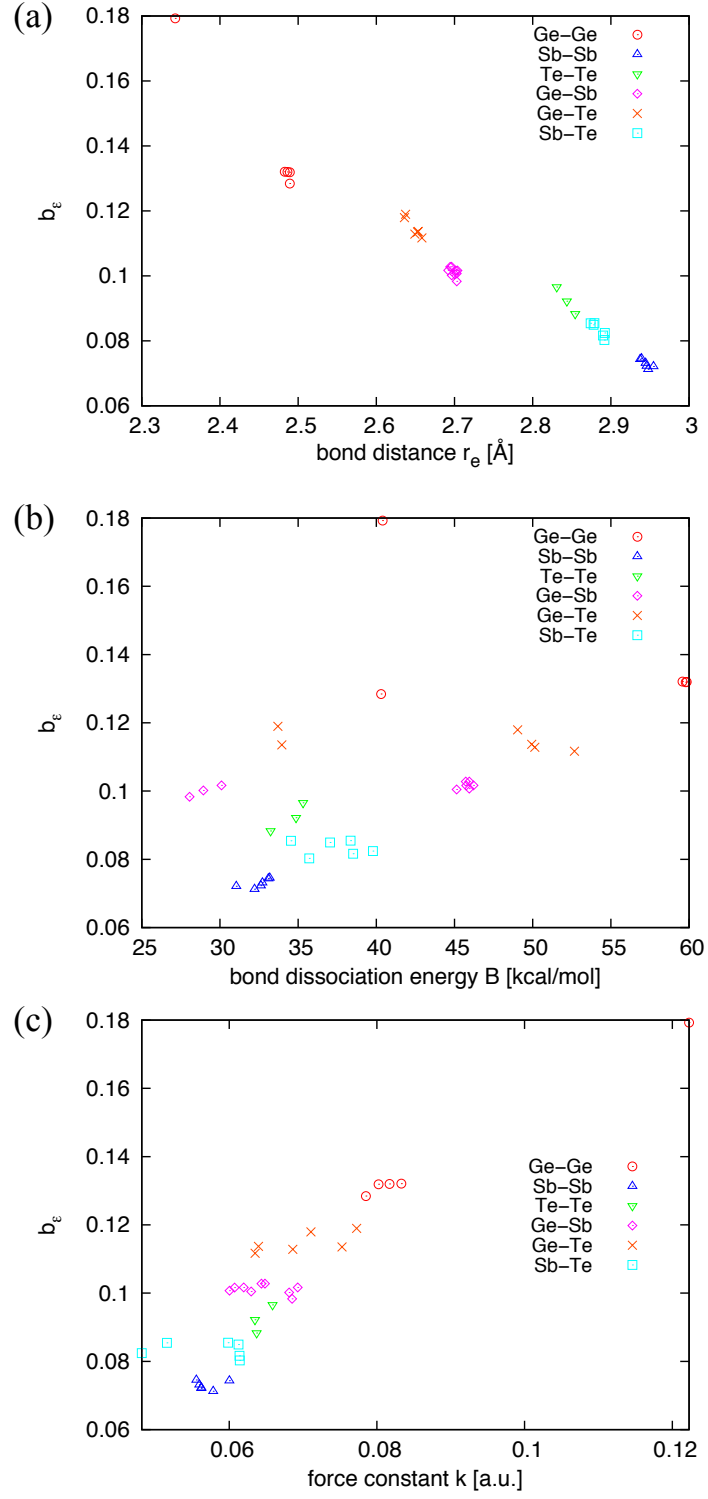 (a)
0.18
0.16
0.14
0.12
0.1
0.08
0.06
b_ε
Ge−Ge
Sb−Sb
Te−Te
Ge−Sb
Ge−Te
Sb−Te
2.3 2.4 2.5 2.6 2.7 2.8 2.9 3
bond distance r_e [Å]
(b)
0.18
0.16
0.14
0.12
0.1
0.08
0.06
b_ε
Ge−Ge
Sb−Sb
Te−Te
Ge−Sb
Ge−Te
Sb−Te
25 30 35 40 45 50 55 60
bond dissociation energy B [kcal/mol]
(c)
0.18
0.16
0.14
0.12
0.1
0.08
0.06
b_ε
Ge−Ge
Sb−Sb
Te−Te
Ge−Sb
Ge−Te
Sb−Te
0.06 0.08 0.1 0.12
force constant k [a.u.]